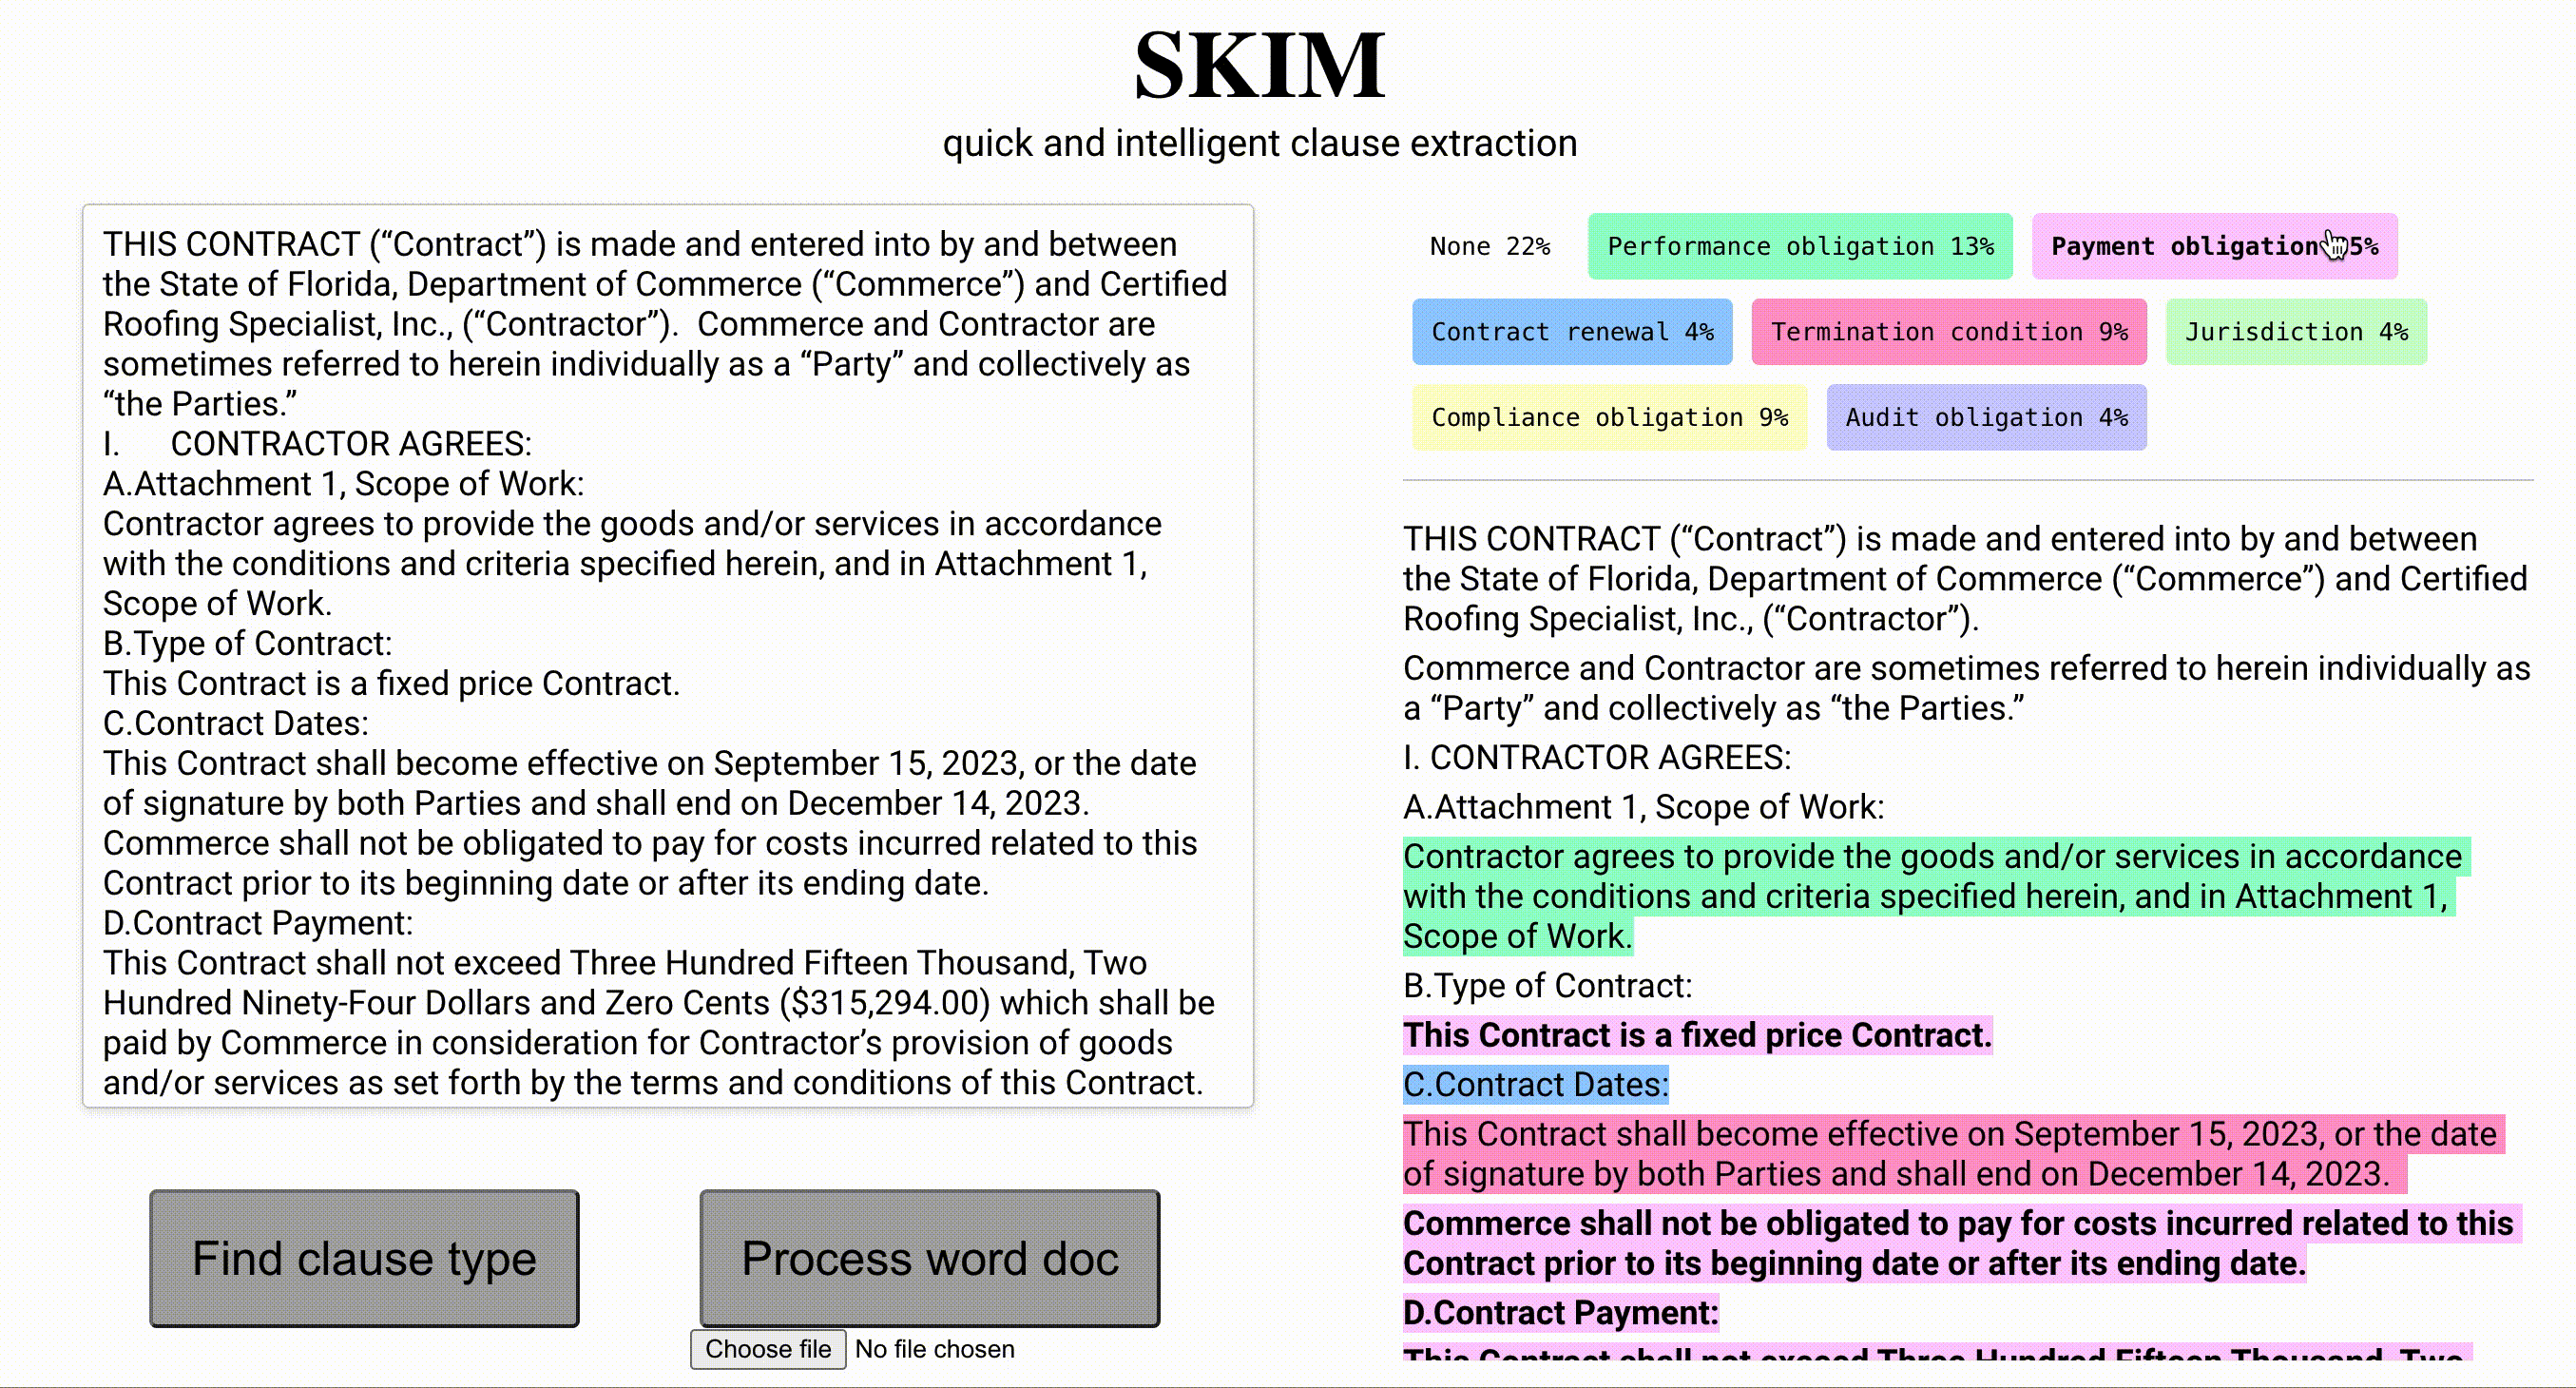 SKIM
quick and intelligent clause extraction
THIS CONTRACT (“Contract”) is made and entered into by and between
the State of Florida, Department of Commerce (“Commerce”) and Certified
Roofing Specialist, Inc., (“Contractor”).  Commerce and Contractor are
sometimes referred to herein individually as a “Party” and collectively as
“the Parties.”
I.      CONTRACTOR AGREES:
A.Attachment 1, Scope of Work:
Contractor agrees to provide the goods and/or services in accordance
with the conditions and criteria specified herein, and in Attachment 1,
Scope of Work.
B.Type of Contract:
This Contract is a fixed price Contract.
C.Contract Dates:
This Contract shall become effective on September 15, 2023, or the date
of signature by both Parties and shall end on December 14, 2023.
Commerce shall not be obligated to pay for costs incurred related to this
Contract prior to its beginning date or after its ending date.
D.Contract Payment:
This Contract shall not exceed Three Hundred Fifteen Thousand, Two
Hundred Ninety-Four Dollars and Zero Cents ($315,294.00) which shall be
paid by Commerce in consideration for Contractor’s provision of goods
and/or services as set forth by the terms and conditions of this Contract.
Find clause type
Process word doc
Choose file No file chosen
None 22% Performance obligation 13% Payment obligation
Contract renewal 4% Termination condition 9% Jurisdiction 4%
Compliance obligation 9% Audit obligation 4%
THIS CONTRACT (“Contract”) is made and entered into by and between
the State of Florida, Department of Commerce (“Commerce”) and Certified
Roofing Specialist, Inc., (“Contractor”).
Commerce and Contractor are sometimes referred to herein individually as
a “Party” and collectively as “the Parties.”
I. CONTRACTOR AGREES:
A.Attachment 1, Scope of Work:
Contractor agrees to provide the goods and/or services in accordance
with the conditions and criteria specified herein, and in Attachment 1,
Scope of Work.
B.Type of Contract:
This Contract is a fixed price Contract.
C.Contract Dates:
This Contract shall become effective on September 15, 2023, or the date
of signature by both Parties and shall end on December 14, 2023.
Commerce shall not be obligated to pay for costs incurred related to this
Contract prior to its beginning date or after its ending date.
D.Contract Payment:
This Contract shall not exceed Three Hundred Fifteen Thousand, Two